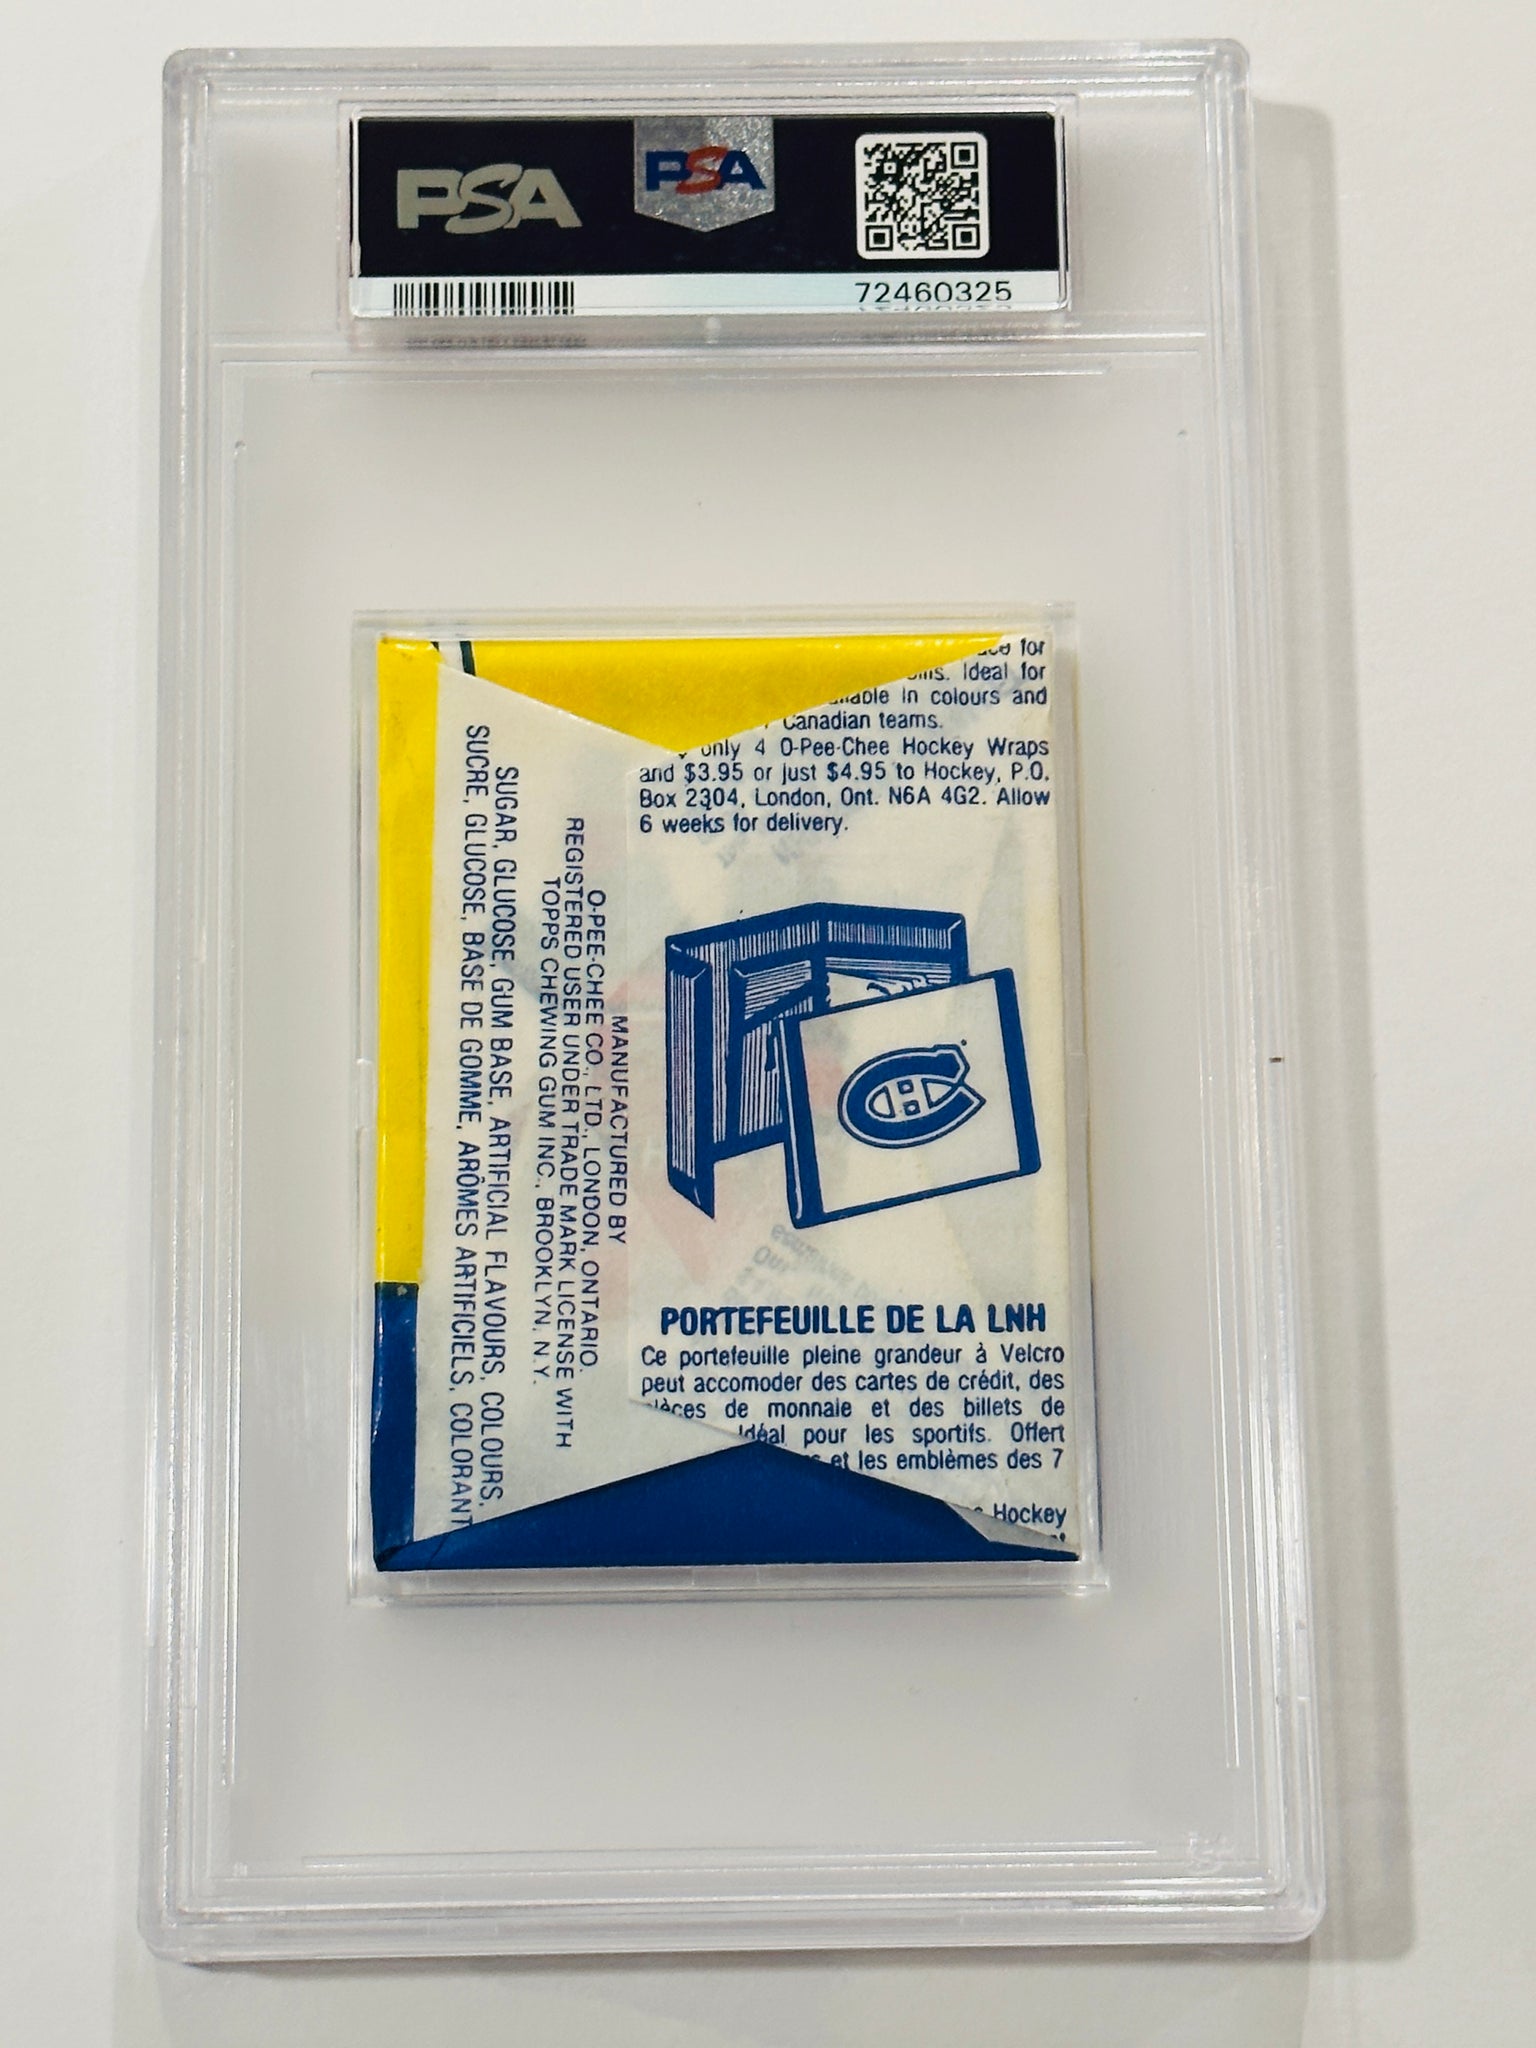 PSA
PSA
72460325
for
Ideal for
in colours and
Canadian teams.
only 4 O-Pee-Chee Hockey Wraps
and $3.95 or just $4.95 to Hockey, P.O.
Box 2304, London, Ont. N6A 4G2. Allow
6 weeks for delivery.
MANUFACTURED BY
O-PEE-CHEE CO., LTD., LONDON, ONTARIO.
REGISTERED USER UNDER TRADE MARK LICENSE WITH
TOPPS CHEWING GUM INC., BROOKLYN, N.Y.
SUGAR, GLUCOSE, GUM BASE, ARTIFICIAL FLAVOURS, COLOURS.
SUCRE, GLUCOSE, BASE DE GOMME, ARÔMES ARTIFICIELS, COLORANT
PORTEFEUILLE DE LA LNH
Ce portefeuille pleine grandeur à Velcro
peut accomoder des cartes de crédit, des
pièces de monnaie et des billets de
Idéal pour les sportifs. Offert
et les emblèmes des 7
Hockey